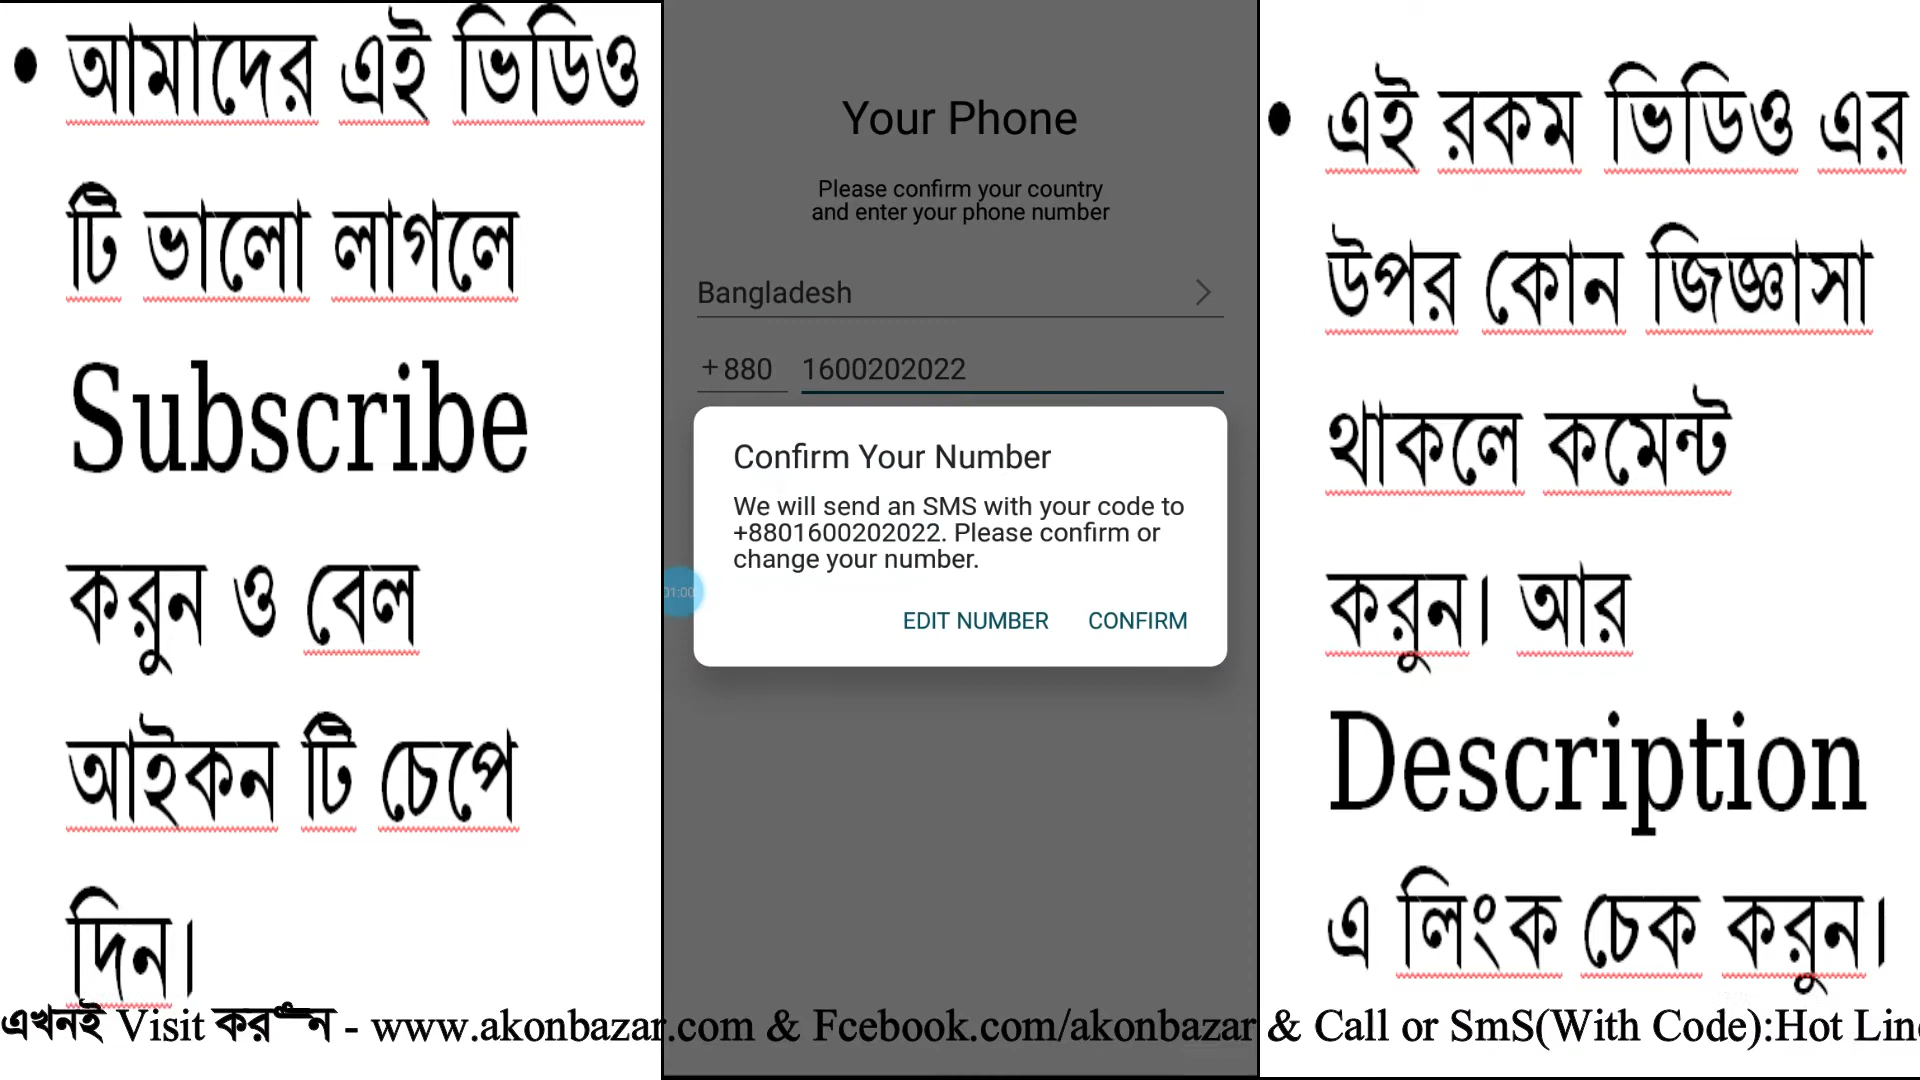 • আমাদের এই ভিডিও
টি ভালো লাগলে
Subscribe
করুন ও বেল
আইকন টি চেপে
দিন।
Your Phone
Please confirm your country
and enter your phone number
Bangladesh
+880 1600202022
Confirm Your Number
We will send an SMS with your code to
+8801600202022. Please confirm or
change your number.
EDIT NUMBER CONFIRM
01:00
• এই রকম ভিডিও এর
উপর কোন জিজ্ঞাসা
থাকলে কমেন্ট
করুন। আর
Description
এ লিংক চেক করুন।
এখনই Visit - www.akonbazar.com & Fcebook.com/akonbazar & Call or SmS(With Code):Hot Lin